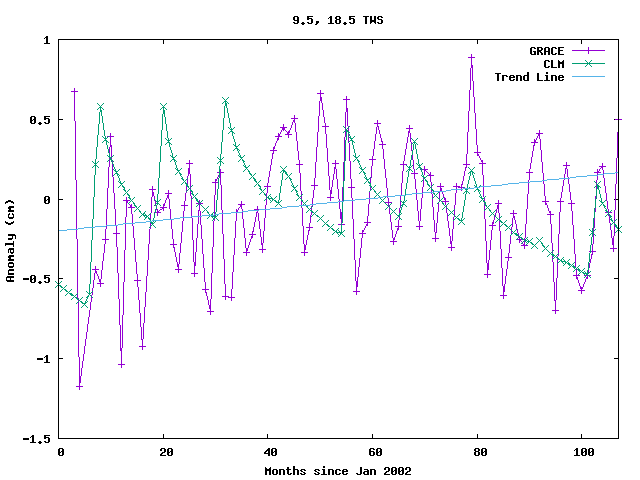 9.5, 18.5 TWS
GRACE
CLM
Trend Line
1
0.5
0
-0.5
-1
-1.5
Anomaly (cm)
0 20 40 60 80 100
Months since Jan 2002